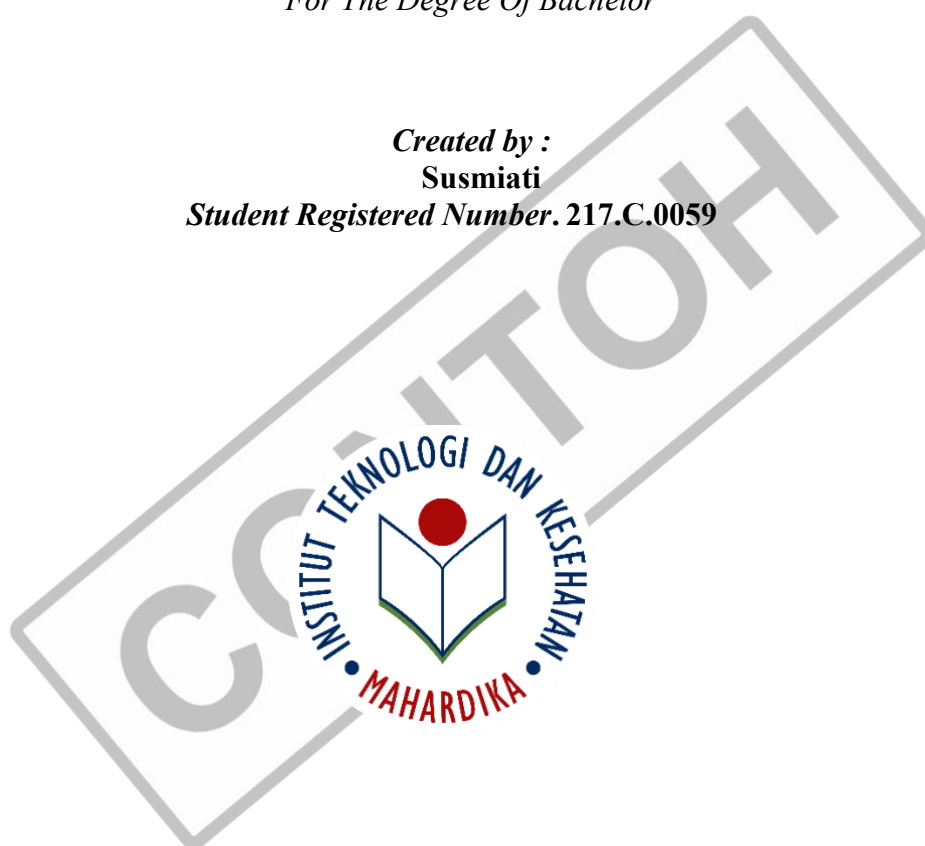 For The Degree Of Bachelor
Created by :
Susmiati
Student Registered Number. 217.C.0059
CONTOH
INSTITUT TEKNOLOGI DAN KESEHATAN
• MAHARDIKA •